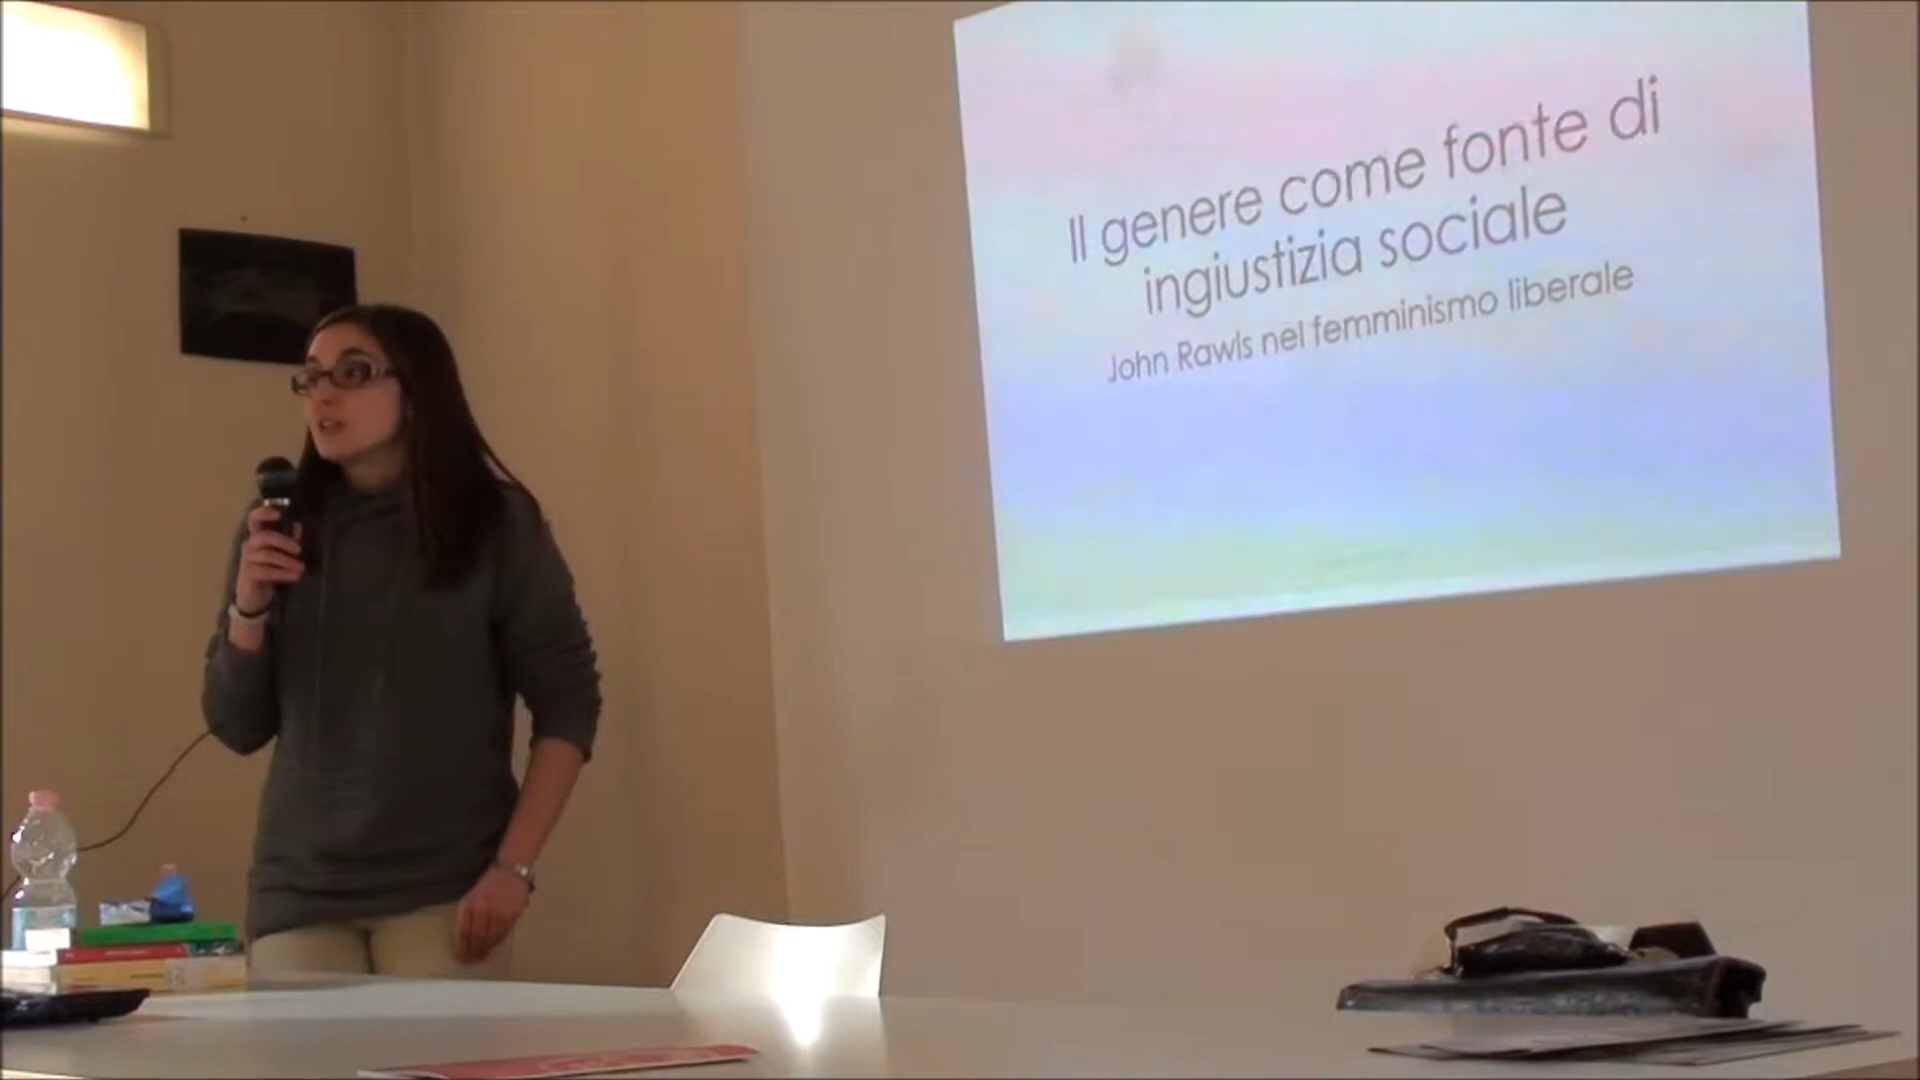 Il genere come fonte di
ingiustizia sociale
John Rawls nel femminismo liberale